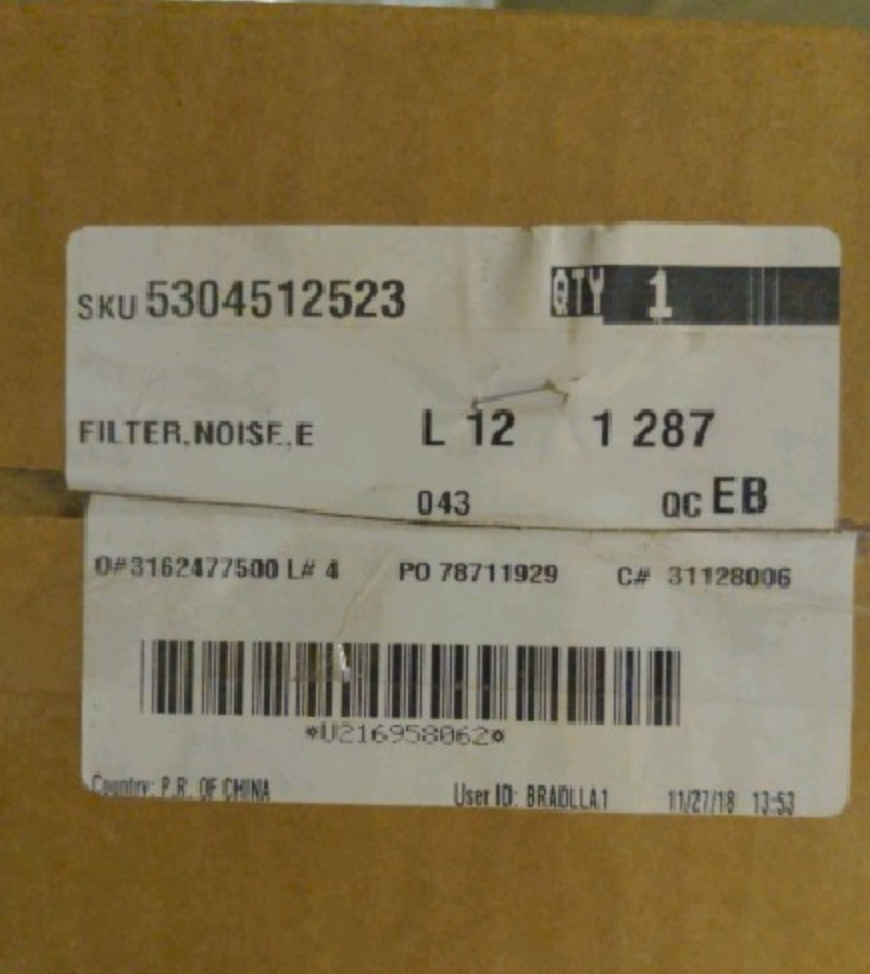 SKU 5304512523 QTY 1
FILTER,NOISE,E L 12 1 287
043 QC EB
O#3162477500 L# 4 PO 78711929 C# 31128006
*U216958062*
Country: P.R. OF CHINA User ID: BRADLLA1 11/27/18 13:53